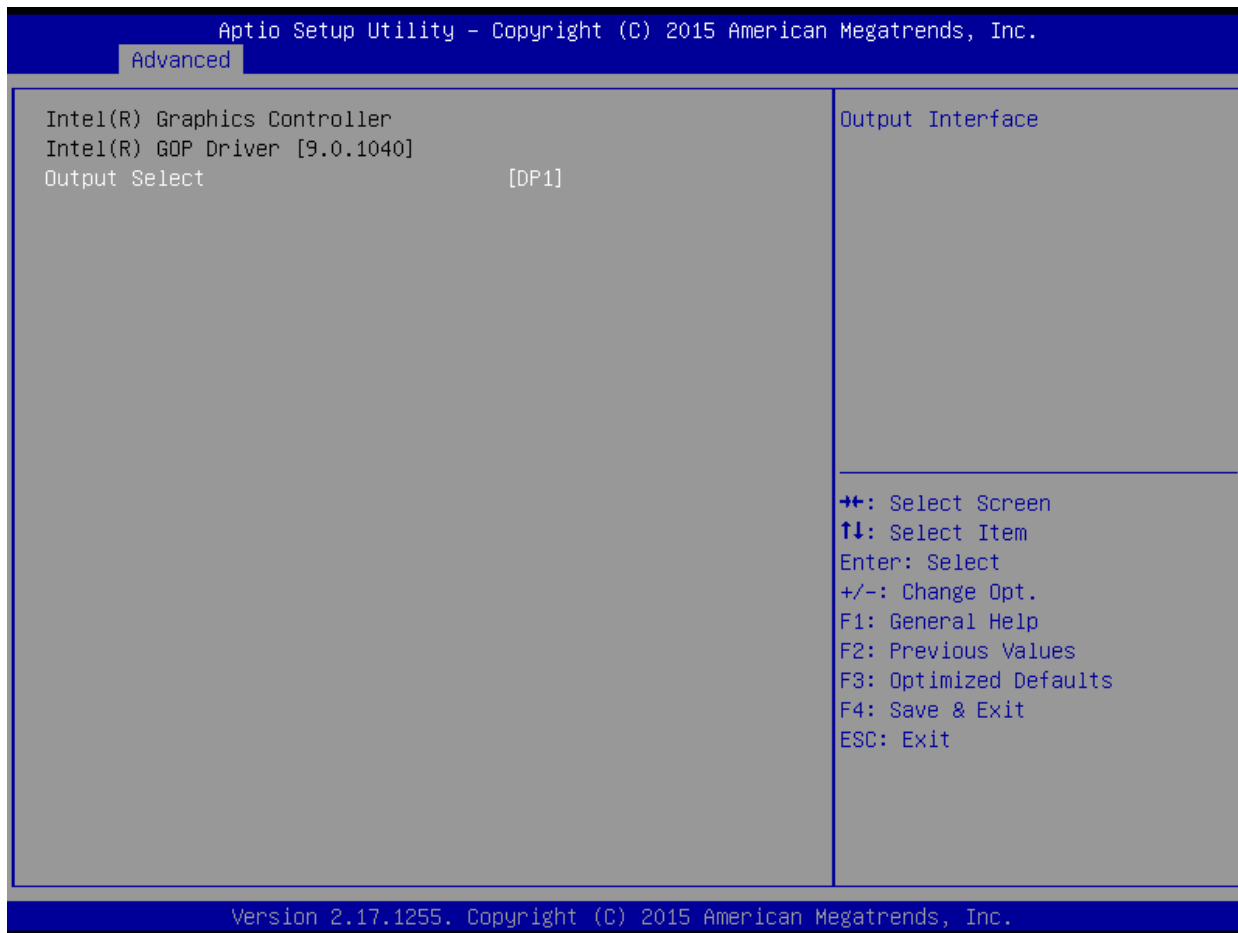 Aptio Setup Utility – Copyright (C) 2015 American Megatrends, Inc.
Advanced
Intel(R) Graphics Controller
Intel(R) GOP Driver [9.0.1040]
Output Select [DP1]
Output Interface
→←: Select Screen
↑↓: Select Item
Enter: Select
+/-: Change Opt.
F1: General Help
F2: Previous Values
F3: Optimized Defaults
F4: Save & Exit
ESC: Exit
Version 2.17.1255. Copyright (C) 2015 American Megatrends, Inc.